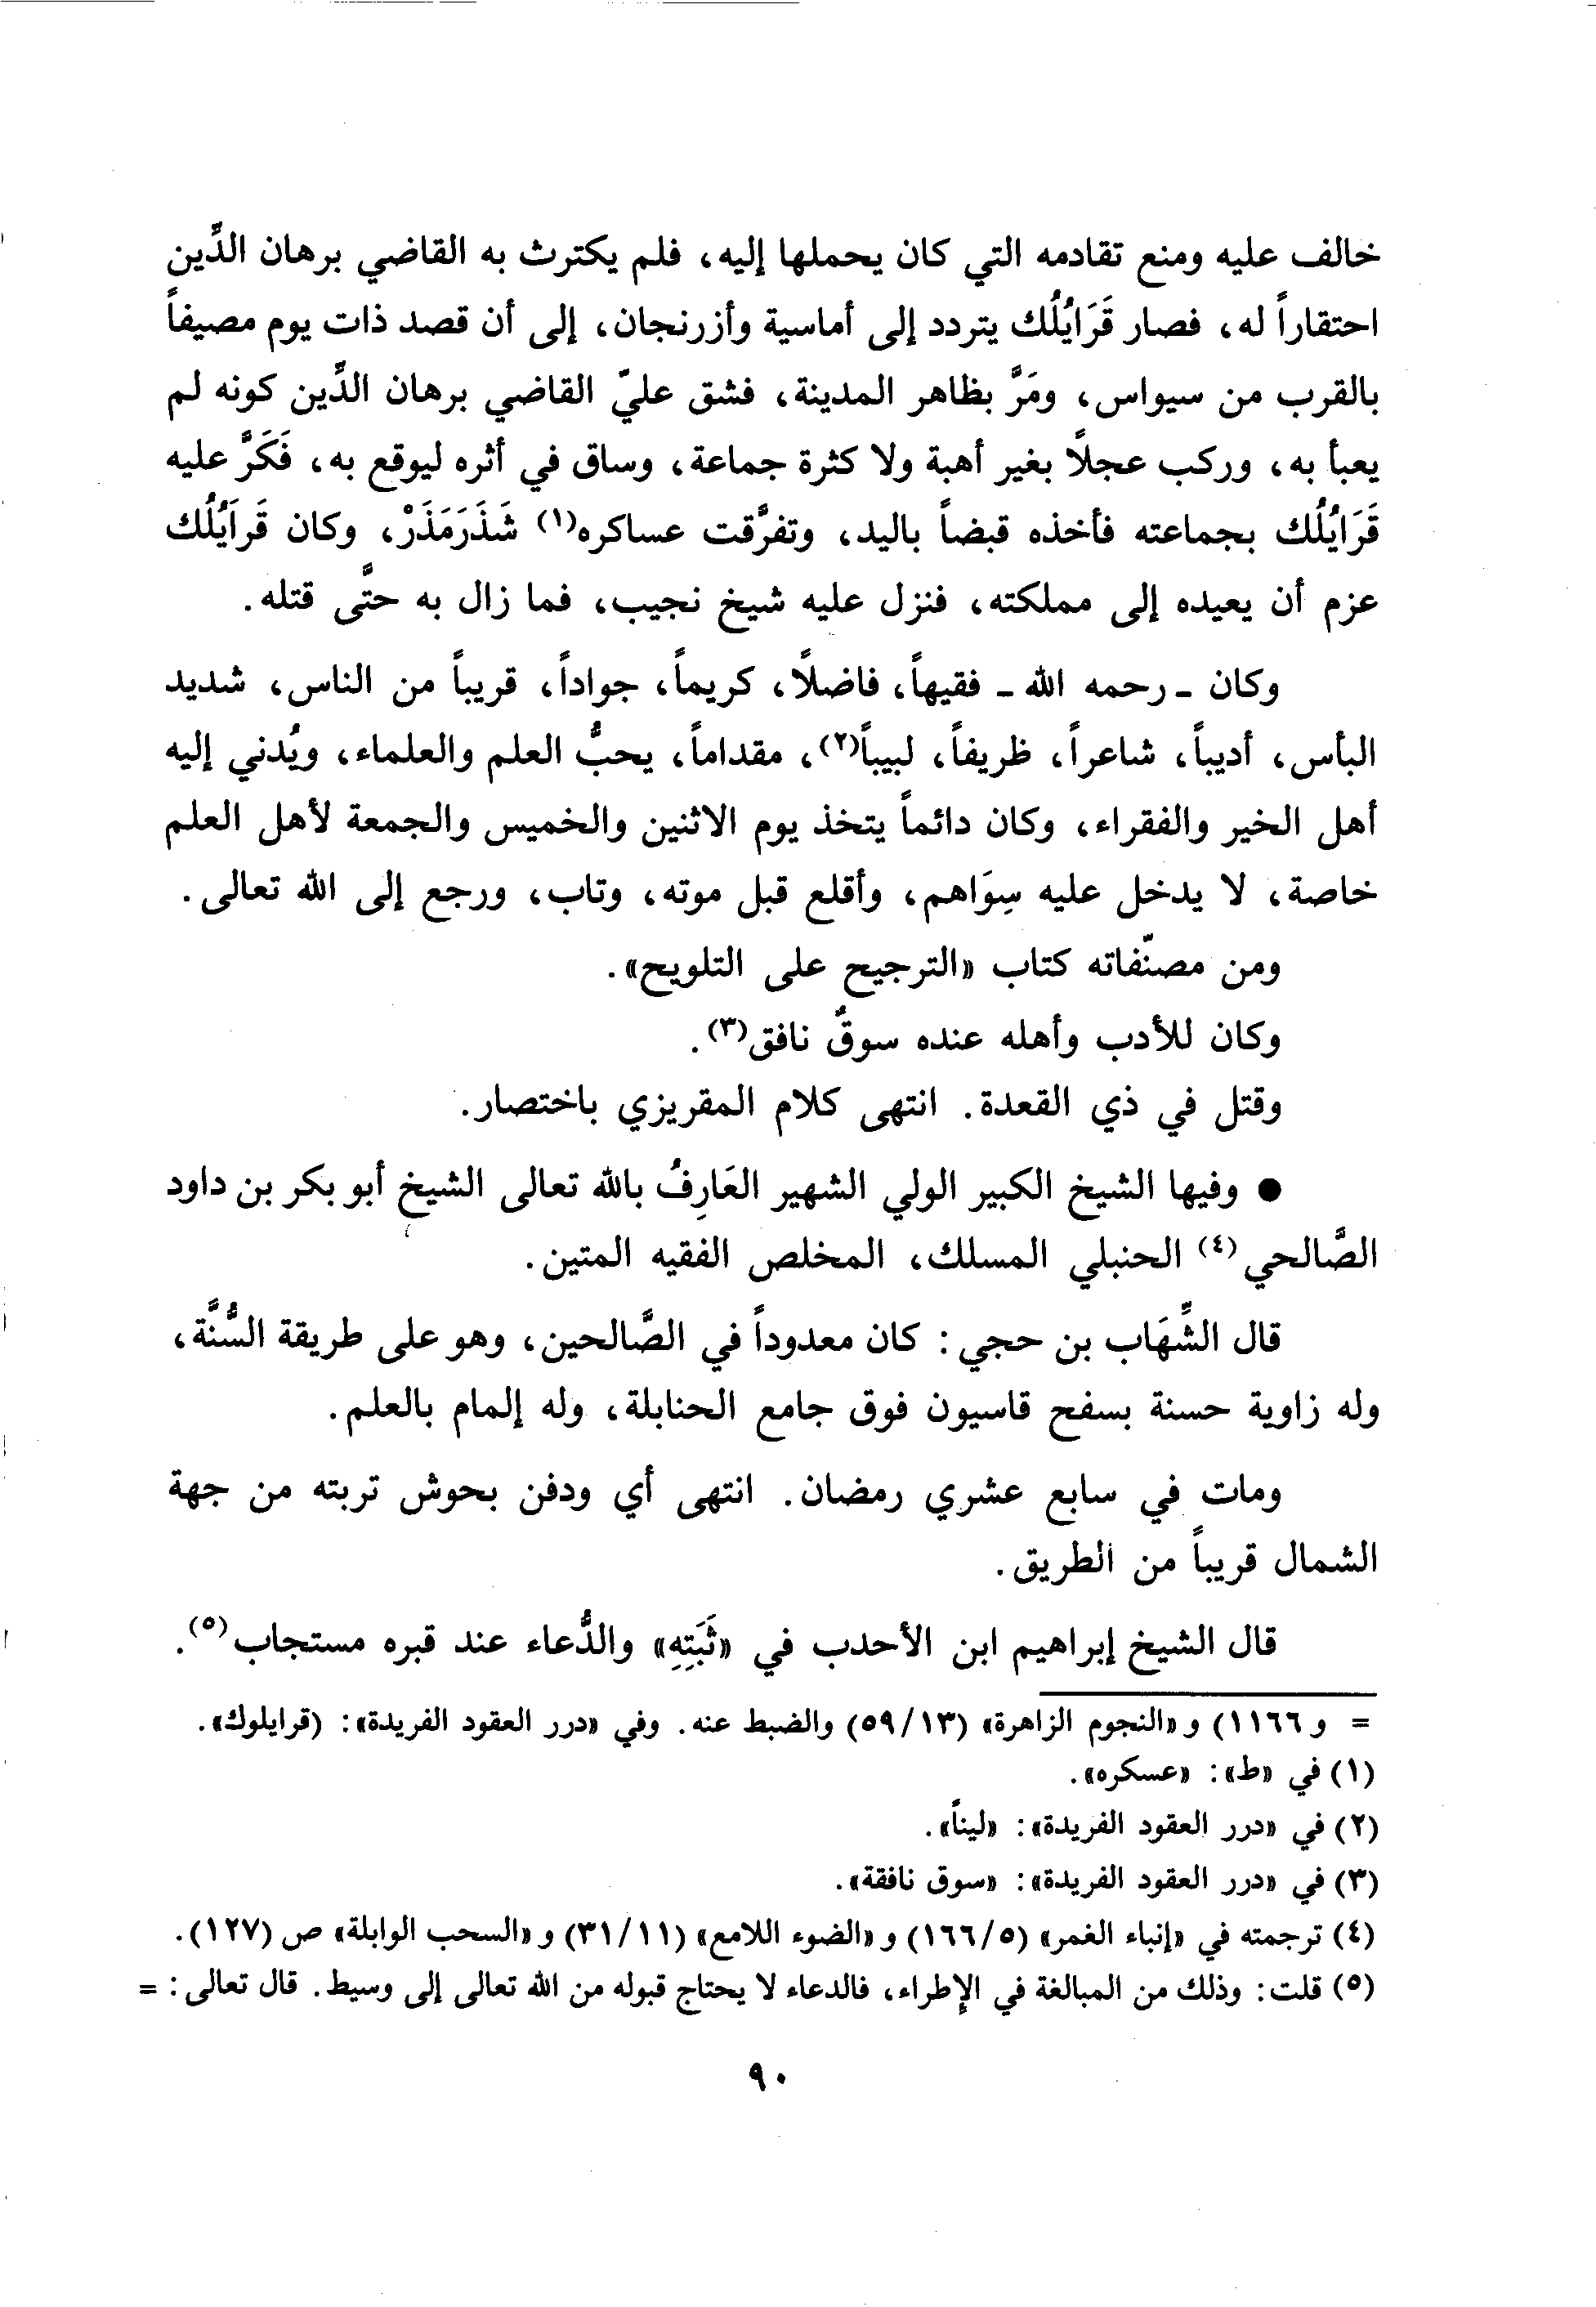 خالف عليه ومنع تقادمه التي كان يحملها إليه، فلم يكترث به القاضي برهان الدِّين
احتقاراً له، فصار قَرَايُلُك يتردد إلى أماسية وأزرنجان، إلى أن قصد ذات يوم مصيفاً
بالقرب من سيواس، ومَرَّ بظاهر المدينة، فشق عليّ القاضي برهان الدِّين كونه لم
يعبأ به، وركب عجلًا بغير أهبة ولا كثرة جماعة، وساق في أثره ليوقع به، فَكَرَّ عليه
قَرَايُلُك بجماعته فأخذه قبضاً باليد، وتفرَّقت عساكره(١) شَذَرَمَذَرْ، وكان قَرَايُلُك
عزم أن يعيده إلى مملكته، فنزل عليه شيخ نجيب، فما زال به حتَّى قتله.
وكان ـ رحمه الله ـ فقيهاً، فاضلًا، كريماً، جواداً، قريباً من الناس، شديد
البأس، أديباً، شاعراً، ظريفاً، لبيباً(٢)، مقداماً، يحبُّ العلم والعلماء، ويُدني إليه
أهل الخير والفقراء، وكان دائماً يتخذ يوم الاثنين والخميس والجمعة لأهل العلم
خاصة، لا يدخل عليه سِوَاهم، وأقلع قبل موته، وتاب، ورجع إلى الله تعالى.
ومن مصنّفاته كتاب «الترجيح على التلويح».
وكان للأدب وأهله عنده سوقٌ نافق(٣).
وقتل في ذي القعدة. انتهى كلام المقريزي باختصار.
● وفيها الشيخ الكبير الولي الشهير العَارِفُ بالله تعالى الشيخ أبو بكر بن داود
الصَّالحي(٤) الحنبلي المسلك، المخلص الفقيه المتين.
قال الشِّهَاب بن حجي: كان معدوداً في الصَّالحين، وهو على طريقة السُّنَّة،
وله زاوية حسنة بسفح قاسيون فوق جامع الحنابلة، وله إلمام بالعلم.
ومات في سابع عشري رمضان. انتهى أي ودفن بحوش تربته من جهة
الشمال قريباً من الطريق.
قال الشيخ إبراهيم ابن الأحدب في «ثَبَتِهِ» والدُّعاء عند قبره مستجاب(٥).
= و ١١٦٦) و «النجوم الزاهرة» (١٣/ ٥٩) والضبط عنه. وفي «درر العقود الفريدة»: (قرايلوك».
(١) في «ط»: «عسكره».
(٢) في «درر العقود الفريدة»: «ليناً».
(٣) في «درر العقود الفريدة»: «سوق نافقة».
(٤) ترجمته في «إنباء الغمر» (٥/ ١٦٦) و «الضوء اللامع» (١١/ ٣١) و «السحب الوابلة» ص (١٢٧).
(٥) قلت: وذلك من المبالغة في الإطراء، فالدعاء لا يحتاج قبوله من الله تعالى إلى وسيط. قال تعالى: =
٩٠